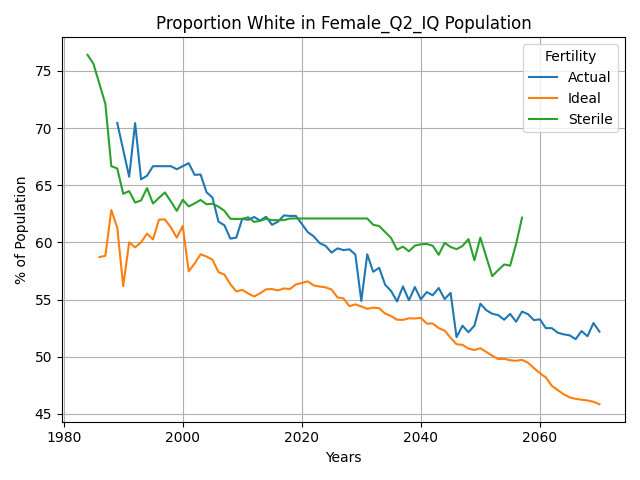 Proportion White in Female_Q2_IQ Population
% of Population
75
70
65
60
55
50
45
1980
2000
2020
2040
2060
Years
Fertility
Actual
Ideal
Sterile